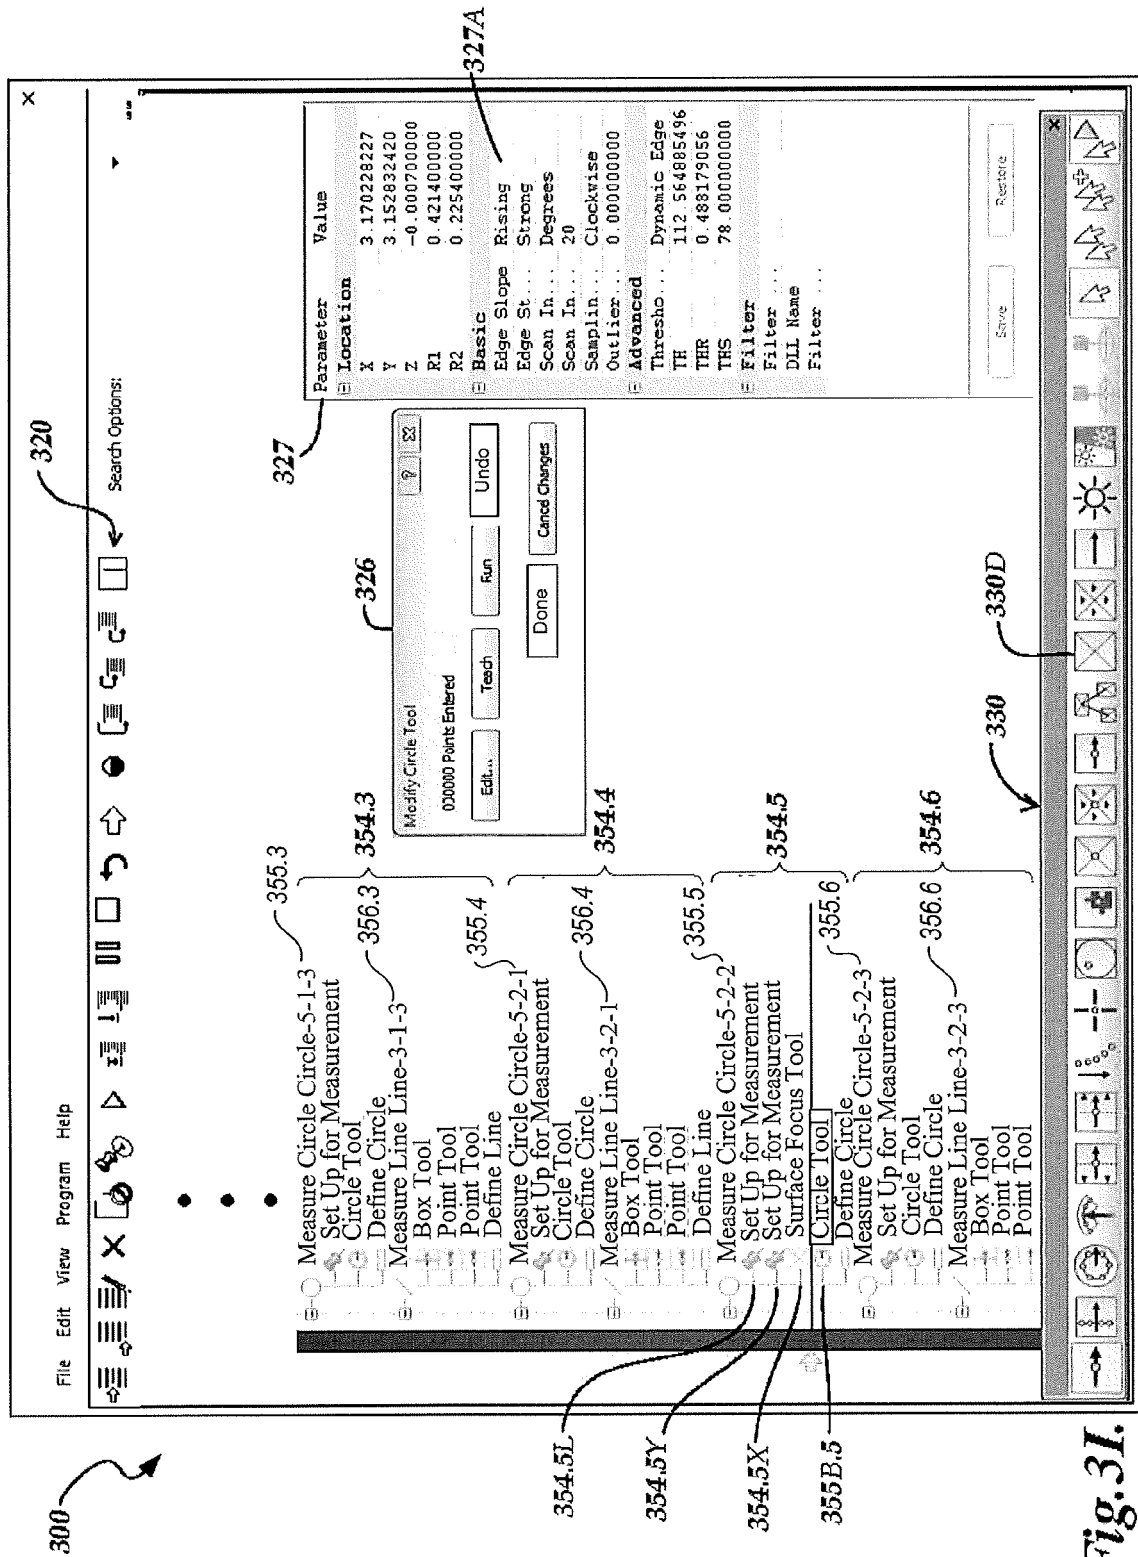 300
File Edit View Program Help
×
320
Search Options:
327
327A
Parameter Value
Location
X 3.170228227
Y 3.152832420
Z -0.000700000
R1 0.421400000
R2 0.225400000
Basic
Edge Slope Rising
Edge St... Strong
Scan In... Degrees
Scan In... 20
Samplin... Clockwise
Outlier... 0.000000000
Advanced
Thresho... Dynamic Edge
TH 112.564885496
THR 0.488179056
THS 78.000000000
Filter
Filter ...
DLL Name
Filter ...
Save Restore
326
Modify Circle Tool ?
000000 Points Entered
Edit... Teach Run Undo
Done Cancel Changes
Measure Circle Circle-5-1-3 355.3
Set Up for Measurement
Circle Tool
Define Circle 354.3
Measure Line Line-3-1-3 356.3
Box Tool
Point Tool
Point Tool
Define Line 355.4
Measure Circle Circle-5-2-1
Set Up for Measurement
Circle Tool
Define Circle 356.4
Measure Line Line-3-2-1 354.4
Box Tool
Point Tool
Point Tool
Define Line 355.5
Measure Circle Circle-5-2-2
354.5L Set Up for Measurement
354.5Y Set Up for Measurement 354.5
354.5X Surface Focus Tool
355B.5 Circle Tool
Define Circle 355.6
Measure Circle Circle-5-2-3
Set Up for Measurement
Circle Tool
Define Circle 356.6
Measure Line Line-3-2-3 354.6
Box Tool
Point Tool
Point Tool
330
330D
×
Fig.3I.